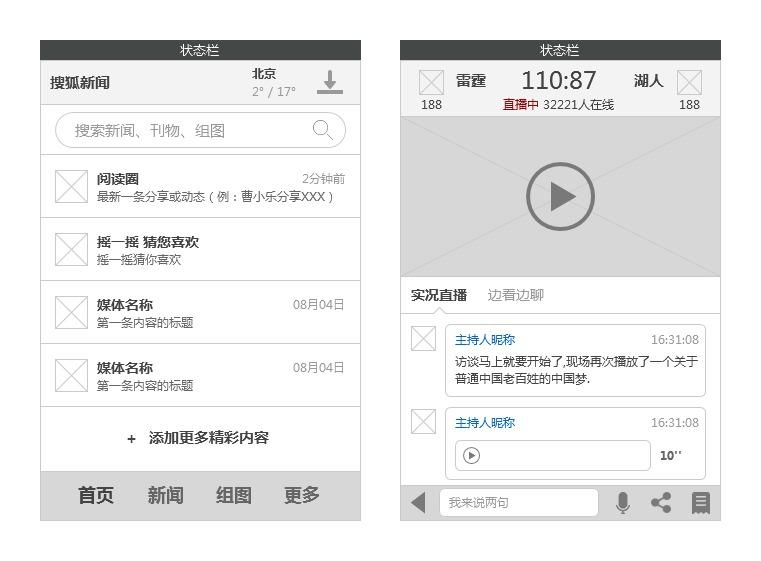 状态栏
搜狐新闻
北京
2° / 17°
搜索新闻、刊物、组图
阅读圈
2分钟前
最新一条分享或动态（例：曹小乐分享XXX）
摇一摇 猜您喜欢
摇一摇猜你喜欢
媒体名称
08月04日
第一条内容的标题
媒体名称
08月04日
第一条内容的标题
+ 添加更多精彩内容
首页 新闻 组图 更多
状态栏
雷霆 110:87 湖人
188 直播中 32221人在线 188
实况直播 边看边聊
主持人昵称 16:31:08
访谈马上就要开始了,现场再次播放了一个关于
普通中国老百姓的中国梦.
主持人昵称 16:31:08
10''
我来说两句